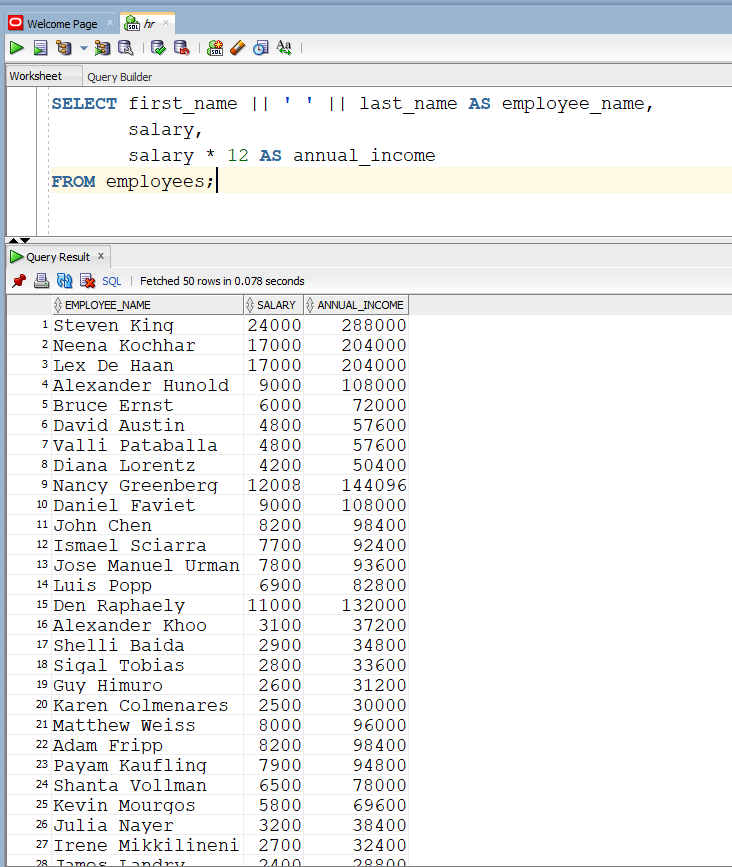 Welcome Page
hr
Worksheet Query Builder
SELECT first_name || ' ' || last_name AS employee_name,
salary,
salary * 12 AS annual_income
FROM employees;
Query Result x
SQL | Fetched 50 rows in 0.078 seconds
EMPLOYEE_NAME SALARY ANNUAL_INCOME
1 Steven King 24000 288000
2 Neena Kochhar 17000 204000
3 Lex De Haan 17000 204000
4 Alexander Hunold 9000 108000
5 Bruce Ernst 6000 72000
6 David Austin 4800 57600
7 Valli Pataballa 4800 57600
8 Diana Lorentz 4200 50400
9 Nancy Greenberg 12008 144096
10 Daniel Faviet 9000 108000
11 John Chen 8200 98400
12 Ismael Sciarra 7700 92400
13 Jose Manuel Urman 7800 93600
14 Luis Popp 6900 82800
15 Den Raphaely 11000 132000
16 Alexander Khoo 3100 37200
17 Shelli Baida 2900 34800
18 Sigal Tobias 2800 33600
19 Guy Himuro 2600 31200
20 Karen Colmenares 2500 30000
21 Matthew Weiss 8000 96000
22 Adam Fripp 8200 98400
23 Payam Kaufling 7900 94800
24 Shanta Vollman 6500 78000
25 Kevin Mourgos 5800 69600
26 Julia Nayer 3200 38400
27 Irene Mikkilineni 2700 32400
28 James Landry 2400 28800